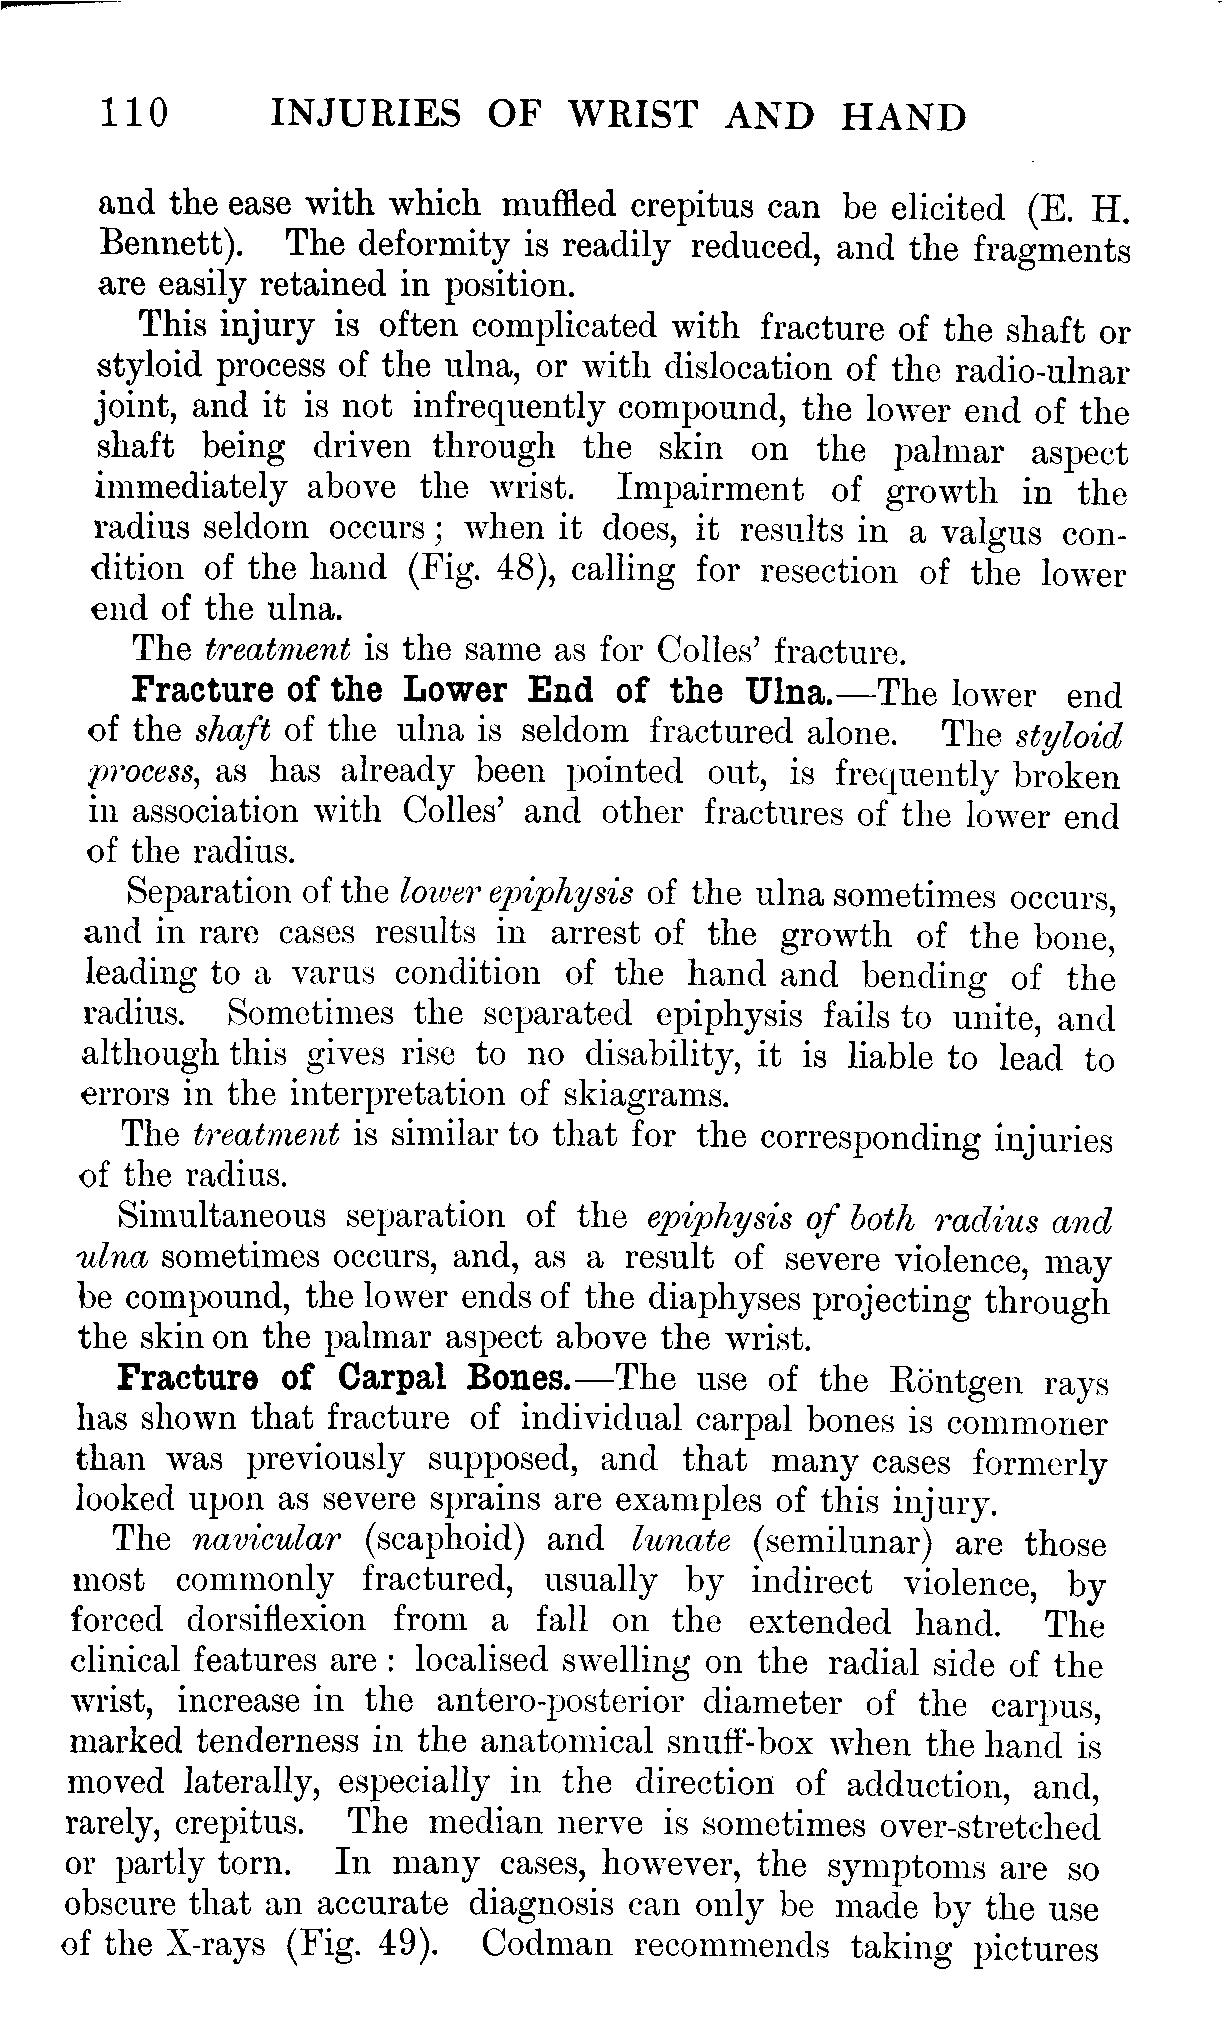 110 INJURIES OF WRIST AND HAND
and the ease with which muffled crepitus can be elicited (E. H.
Bennett). The deformity is readily reduced, and the fragments
are easily retained in position.
This injury is often complicated with fracture of the shaft or
styloid process of the ulna, or with dislocation of the radio-ulnar
joint, and it is not infrequently compound, the lower end of the
shaft being driven through the skin on the palmar aspect
immediately above the wrist. Impairment of growth in the
radius seldom occurs; when it does, it results in a valgus con-
dition of the hand (Fig. 48), calling for resection of the lower
end of the ulna.
The treatment is the same as for Colles' fracture.
Fracture of the Lower End of the Ulna.—The lower end
of the shaft of the ulna is seldom fractured alone. The styloid
process, as has already been pointed out, is frequently broken
in association with Colles' and other fractures of the lower end
of the radius.
Separation of the lower epiphysis of the ulna sometimes occurs,
and in rare cases results in arrest of the growth of the bone,
leading to a varus condition of the hand and bending of the
radius. Sometimes the separated epiphysis fails to unite, and
although this gives rise to no disability, it is liable to lead to
errors in the interpretation of skiagrams.
The treatment is similar to that for the corresponding injuries
of the radius.
Simultaneous separation of the epiphysis of both radius and
ulna sometimes occurs, and, as a result of severe violence, may
be compound, the lower ends of the diaphyses projecting through
the skin on the palmar aspect above the wrist.
Fracture of Carpal Bones.—The use of the Röntgen rays
has shown that fracture of individual carpal bones is commoner
than was previously supposed, and that many cases formerly
looked upon as severe sprains are examples of this injury.
The navicular (scaphoid) and lunate (semilunar) are those
most commonly fractured, usually by indirect violence, by
forced dorsiflexion from a fall on the extended hand. The
clinical features are: localised swelling on the radial side of the
wrist, increase in the antero-posterior diameter of the carpus,
marked tenderness in the anatomical snuff-box when the hand is
moved laterally, especially in the direction of adduction, and,
rarely, crepitus. The median nerve is sometimes over-stretched
or partly torn. In many cases, however, the symptoms are so
obscure that an accurate diagnosis can only be made by the use
of the X-rays (Fig. 49). Codman recommends taking pictures